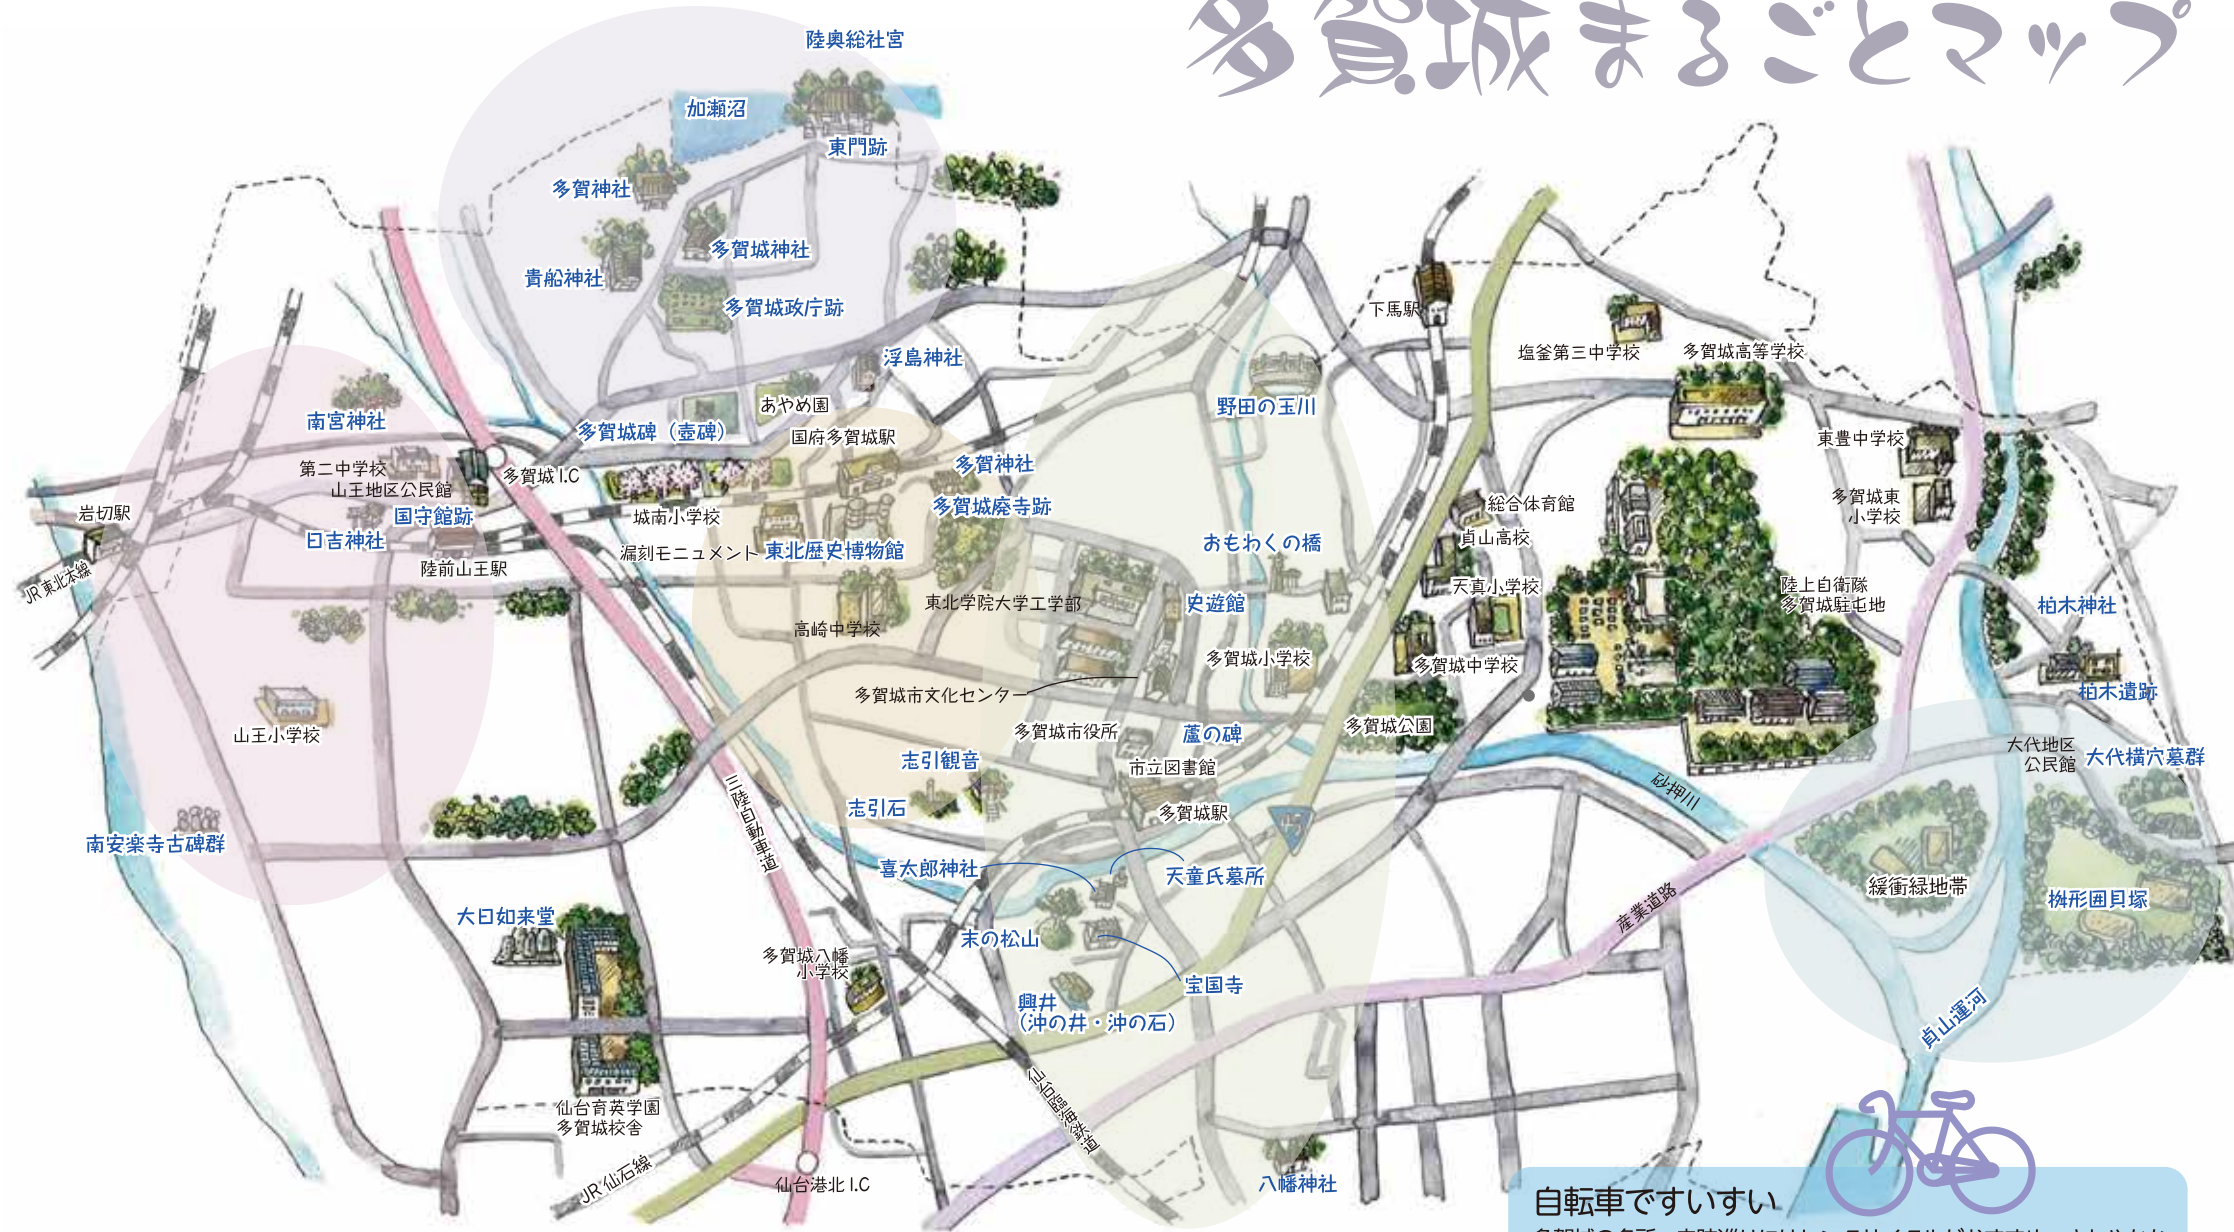 多賀城まるごとマップ
陸奥総社宮
加瀬沼
東門跡
多賀神社
多賀城神社
貴船神社
多賀城政庁跡
下馬駅
塩釜第三中学校
多賀城高等学校
浮島神社
あやめ園
野田の玉川
南宮神社
多賀城碑(壺碑)
国府多賀城駅
東豊中学校
第二中学校
山王地区公民館
多賀城I.C
多賀神社
多賀城東
小学校
総合体育館
岩切駅
国守館跡
城南小学校
多賀城廃寺跡
貞山高校
日吉神社
陸前山王駅
漏刻モニュメント
東北歴史博物館
おもわくの橋
JR東北本線
天真小学校
陸上自衛隊
多賀城駐屯地
東北学院大学工学部
史遊館
柏木神社
高崎中学校
多賀城小学校
多賀城中学校
多賀城市文化センター
柏木遺跡
山王小学校
多賀城市役所
蘆の碑
多賀城公園
大代地区
公民館
大代横穴墓群
志引観音
市立図書館
砂押川
志引石
多賀城駅
三陸自動車道
45
南安楽寺古碑群
喜太郎神社
天童氏墓所
緩衝緑地帯
桝形囲貝塚
産業道路
大日如来堂
末の松山
多賀城八幡
小学校
宝国寺
興井
(沖の井・沖の石)
貞山運河
仙台臨海鉄道
仙台育英学園
多賀城校舎
JR仙石線
仙台港北I.C
八幡神社
自転車ですいすい